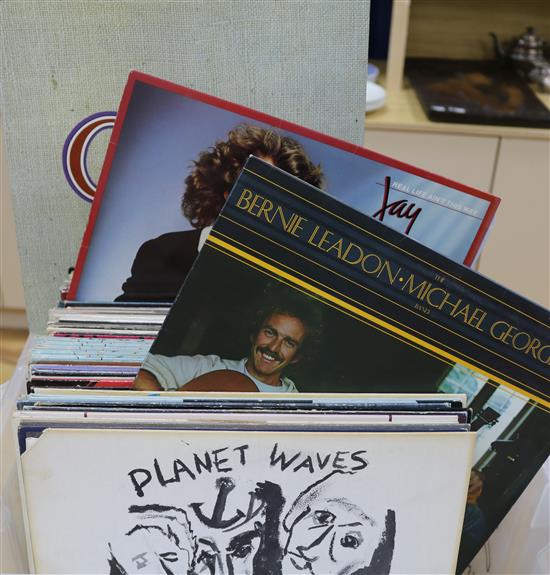 REAL LIFE AIN'T THIS WAY
Jay
BERNIE LEADON • MICHAEL GEORG
THE
BAND
PLANET WAVES